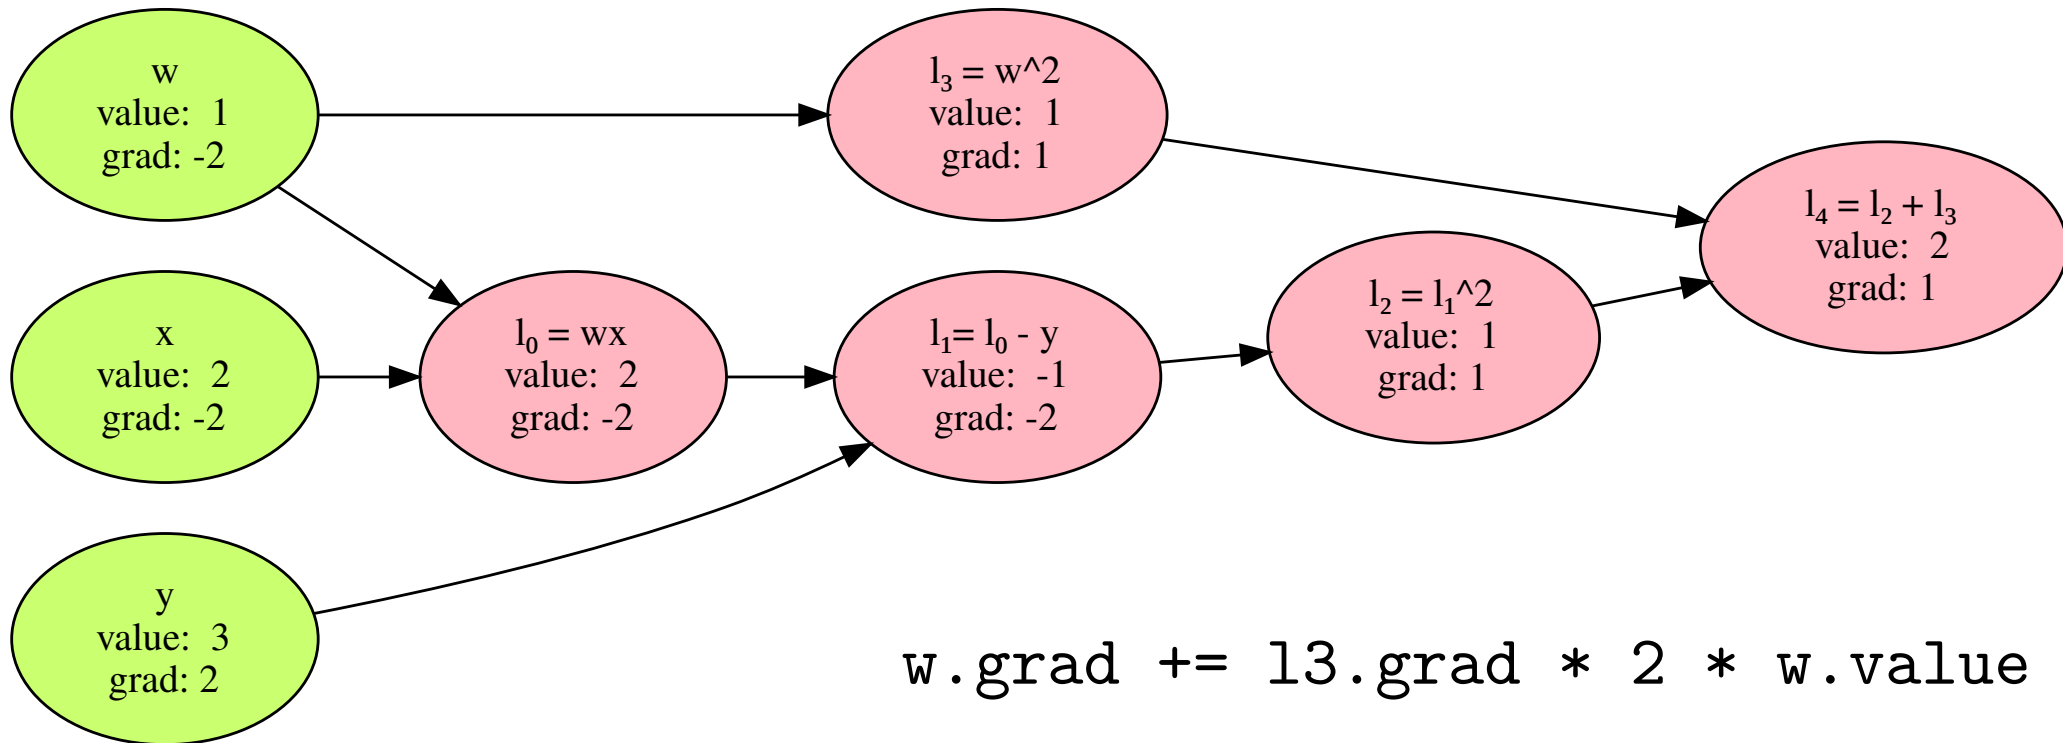 w
value: 1
grad: -2
l₃ = w^2
value: 1
grad: 1
l₄ = l₂ + l₃
value: 2
grad: 1
x
value: 2
grad: -2
l₀ = wx
value: 2
grad: -2
l₁= l₀ - y
value: -1
grad: -2
l₂ = l₁^2
value: 1
grad: 1
y
value: 3
grad: 2
w.grad += l3.grad * 2 * w.value